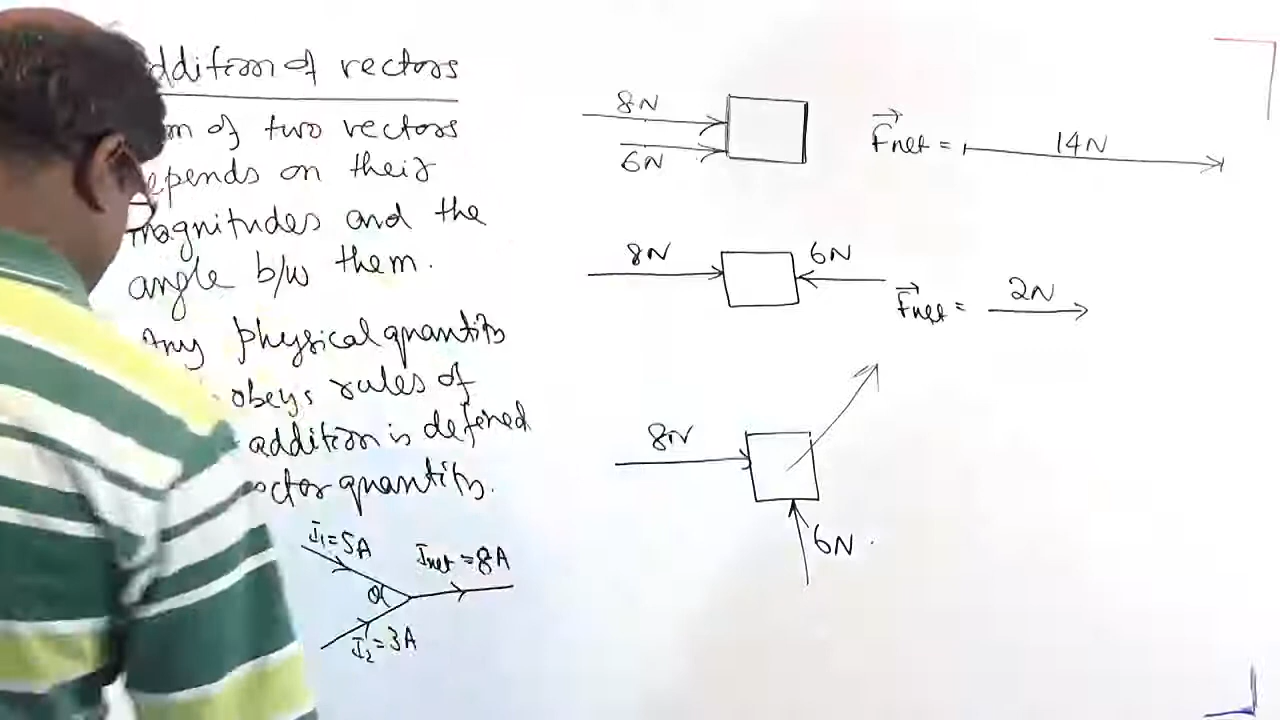 ddition of vectors
m of two vectors
epends on their
magnitudes and the
angle b/w them.
Any physical quantity
obeys rules of
addition is defined
ector quantity.
I₁=5A
Inet=8A
α
I₂=3A
8N
6N
Fnet = 14N
8N
6N
Fnet = 2N
8N
6N